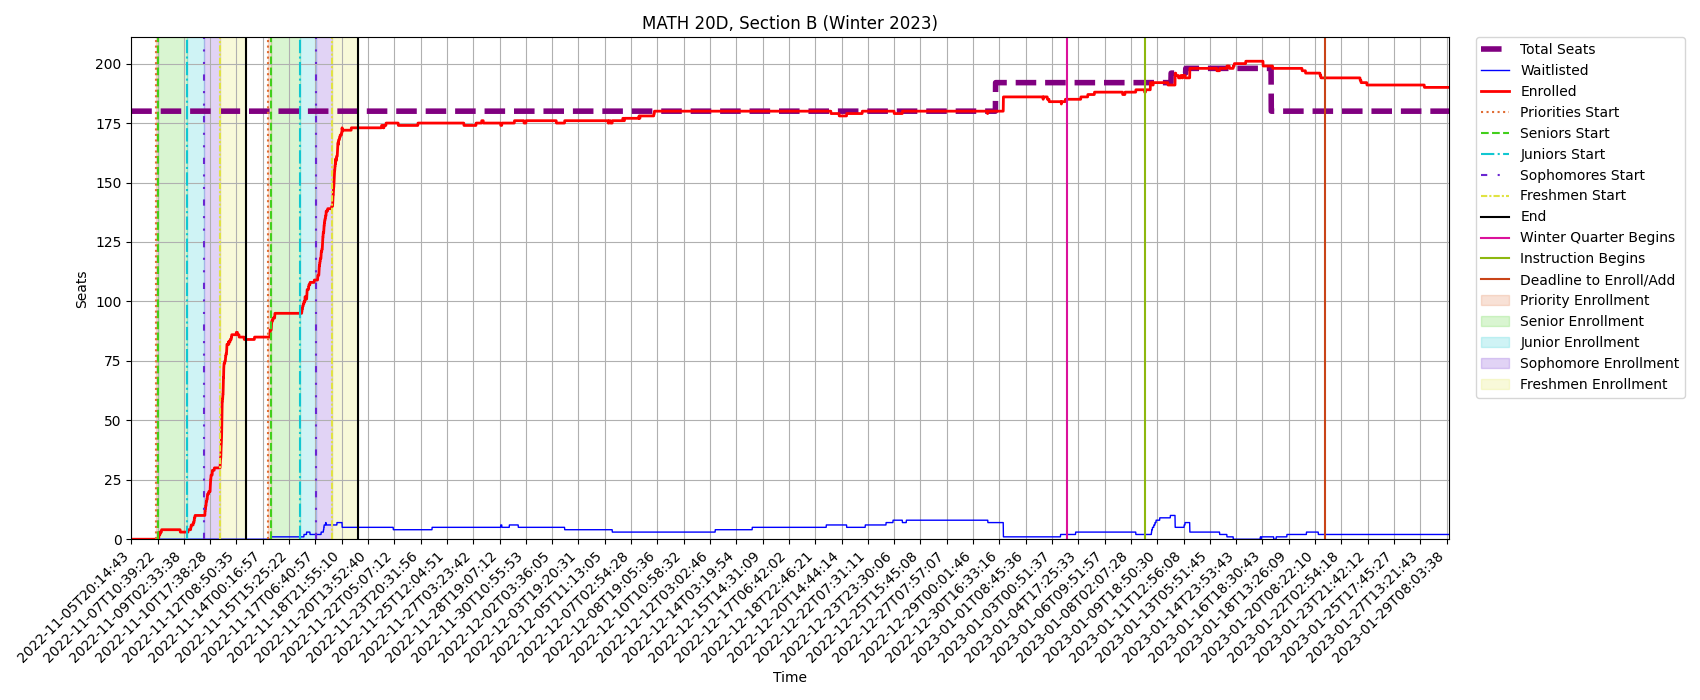 MATH 20D, Section B (Winter 2023)
Seats
200
175
150
125
100
75
50
25
0
2022-11-05T20:14:43
2022-11-07T10:39:22
2022-11-09T02:33:38
2022-11-10T17:38:28
2022-11-12T08:50:35
2022-11-14T00:16:57
2022-11-15T15:25:22
2022-11-17T06:40:57
2022-11-18T21:55:10
2022-11-20T13:52:40
2022-11-22T05:07:12
2022-11-23T20:31:56
2022-11-25T12:04:51
2022-11-27T03:23:42
2022-11-28T19:07:12
2022-11-30T10:55:53
2022-12-02T03:36:05
2022-12-03T19:20:31
2022-12-05T11:13:05
2022-12-07T02:54:28
2022-12-08T19:05:36
2022-12-10T10:58:32
2022-12-12T03:02:46
2022-12-14T03:19:54
2022-12-15T14:31:09
2022-12-17T06:42:02
2022-12-18T22:46:21
2022-12-20T14:44:14
2022-12-22T07:31:11
2022-12-23T23:30:06
2022-12-25T15:45:08
2022-12-27T07:57:07
2022-12-29T00:01:46
2022-12-30T16:33:16
2023-01-01T08:45:36
2023-01-03T00:51:37
2023-01-04T17:25:33
2023-01-06T09:51:57
2023-01-08T02:07:28
2023-01-09T18:50:30
2023-01-11T12:56:08
2023-01-13T05:51:45
2023-01-14T23:53:43
2023-01-16T18:30:43
2023-01-18T13:26:09
2023-01-20T08:22:10
2023-01-22T02:54:18
2023-01-23T21:42:12
2023-01-25T17:45:27
2023-01-27T13:21:43
2023-01-29T08:03:38
Time
Total Seats
Waitlisted
Enrolled
Priorities Start
Seniors Start
Juniors Start
Sophomores Start
Freshmen Start
End
Winter Quarter Begins
Instruction Begins
Deadline to Enroll/Add
Priority Enrollment
Senior Enrollment
Junior Enrollment
Sophomore Enrollment
Freshmen Enrollment